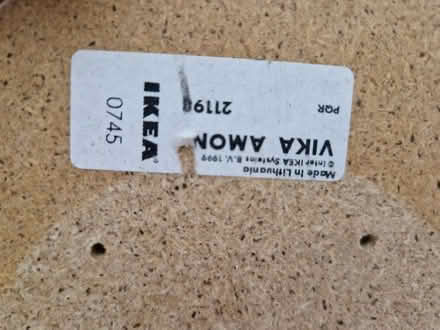 Made in Lithuania
© Inter IKEA Systems B.V. 1999
VIKA AMON
PQR
2119
IKEA
0745